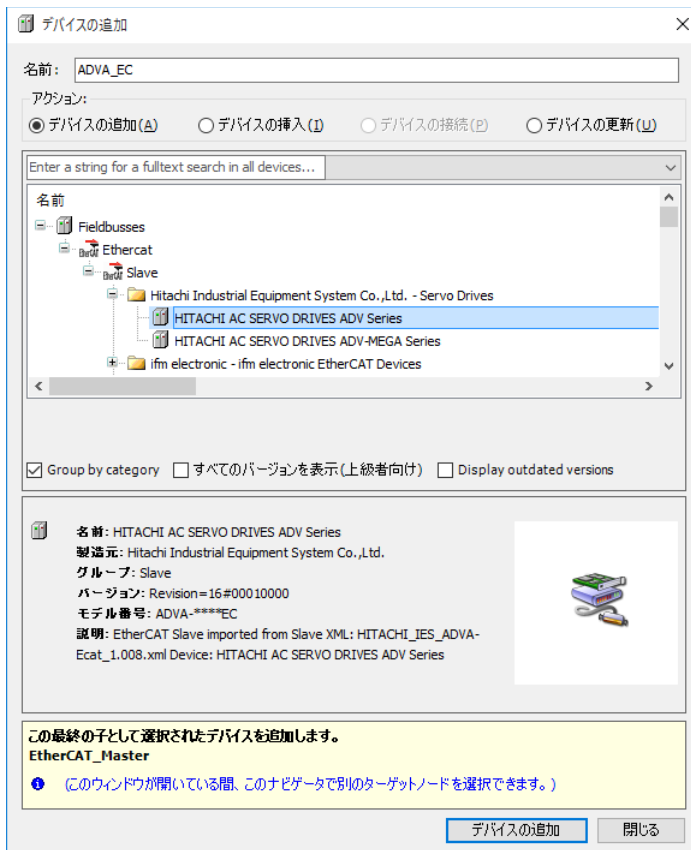 デバイスの追加
名前: ADVA_EC
アクション:
デバイスの追加(A) デバイスの挿入(I) デバイスの接続(P) デバイスの更新(U)
Enter a string for a fulltext search in all devices...
名前
Fieldbusses
EtherCAT Ethercat
EtherCAT Slave
Hitachi Industrial Equipment System Co.,Ltd. - Servo Drives
HITACHI AC SERVO DRIVES ADV Series
HITACHI AC SERVO DRIVES ADV-MEGA Series
ifm electronic - ifm electronic EtherCAT Devices
Group by category すべてのバージョンを表示(上級者向け) Display outdated versions
名前: HITACHI AC SERVO DRIVES ADV Series
製造元: Hitachi Industrial Equipment System Co.,Ltd.
グループ: Slave
バージョン: Revision=16#00010000
モデル番号: ADVA-****EC
説明: EtherCAT Slave imported from Slave XML: HITACHI_IES_ADVA-
Ecat_1.008.xml Device: HITACHI AC SERVO DRIVES ADV Series
この最終の子として選択されたデバイスを追加します。
EtherCAT_Master
(このウィンドウが開いている間、このナビゲータで別のターゲットノードを選択できます。)
デバイスの追加 閉じる